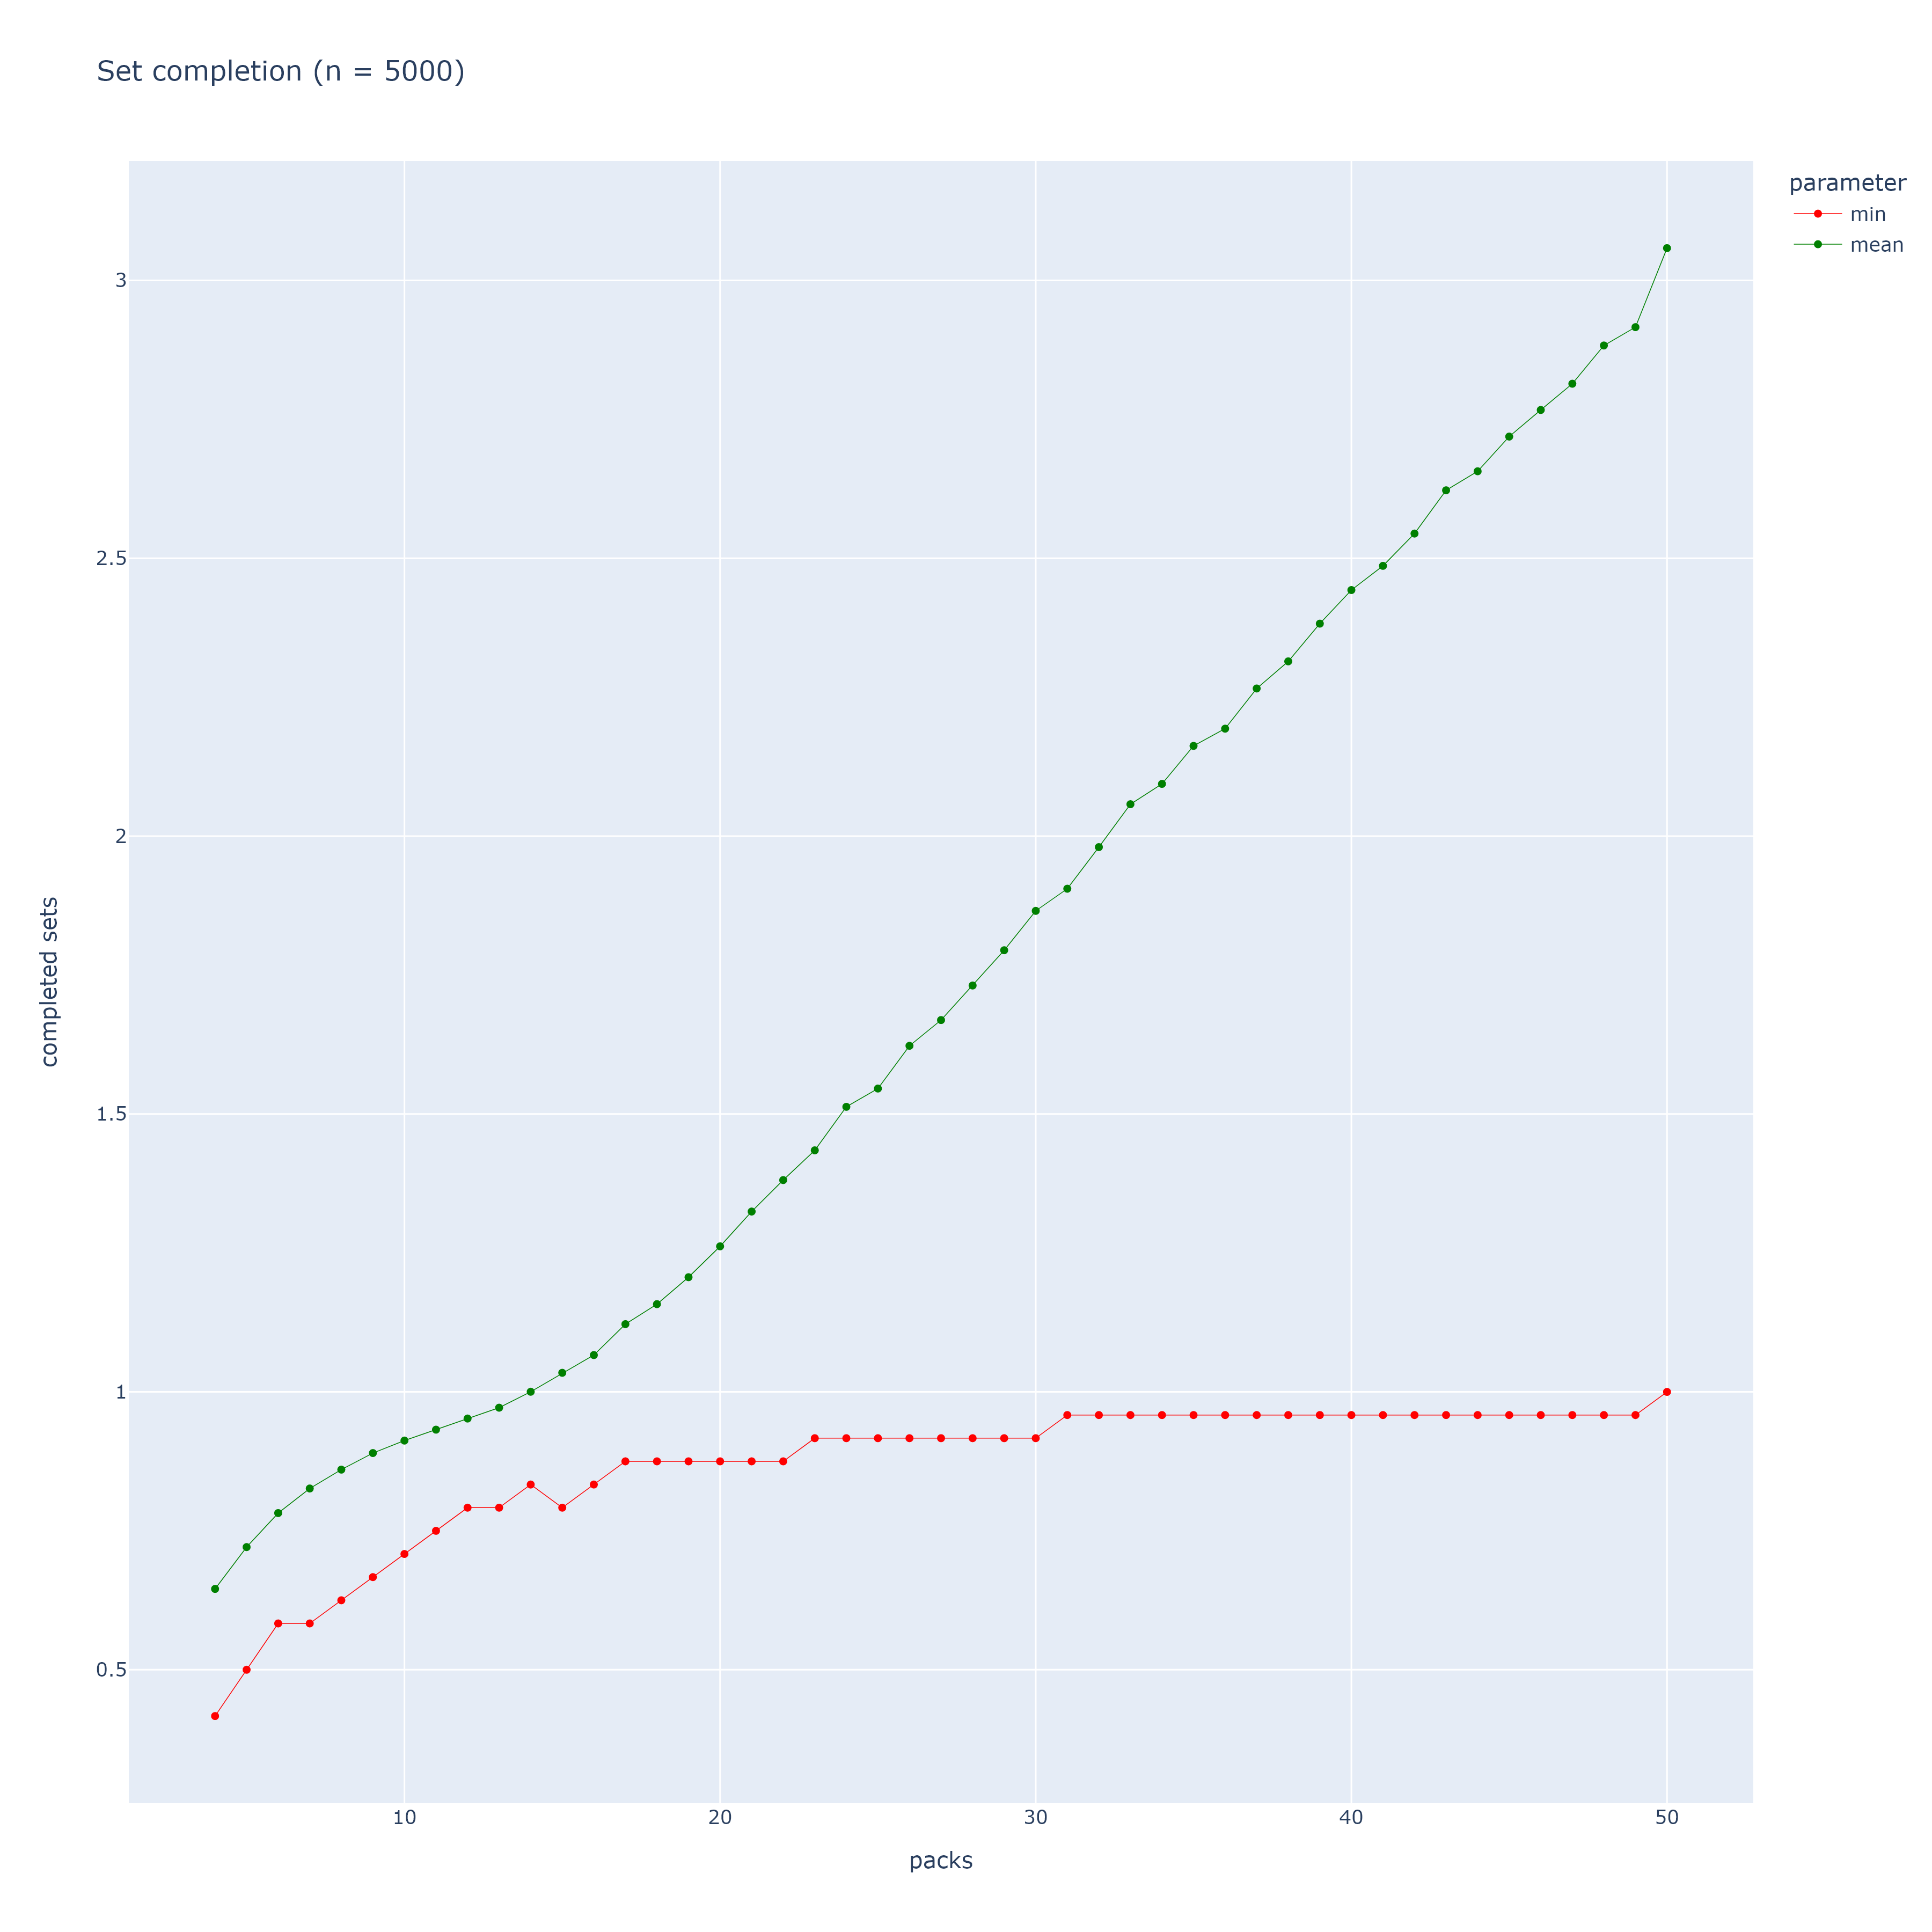 Set completion (n = 5000)
parameter
min
mean
3
2.5
2
1.5
1
0.5
completed sets
10 20 30 40 50
packs